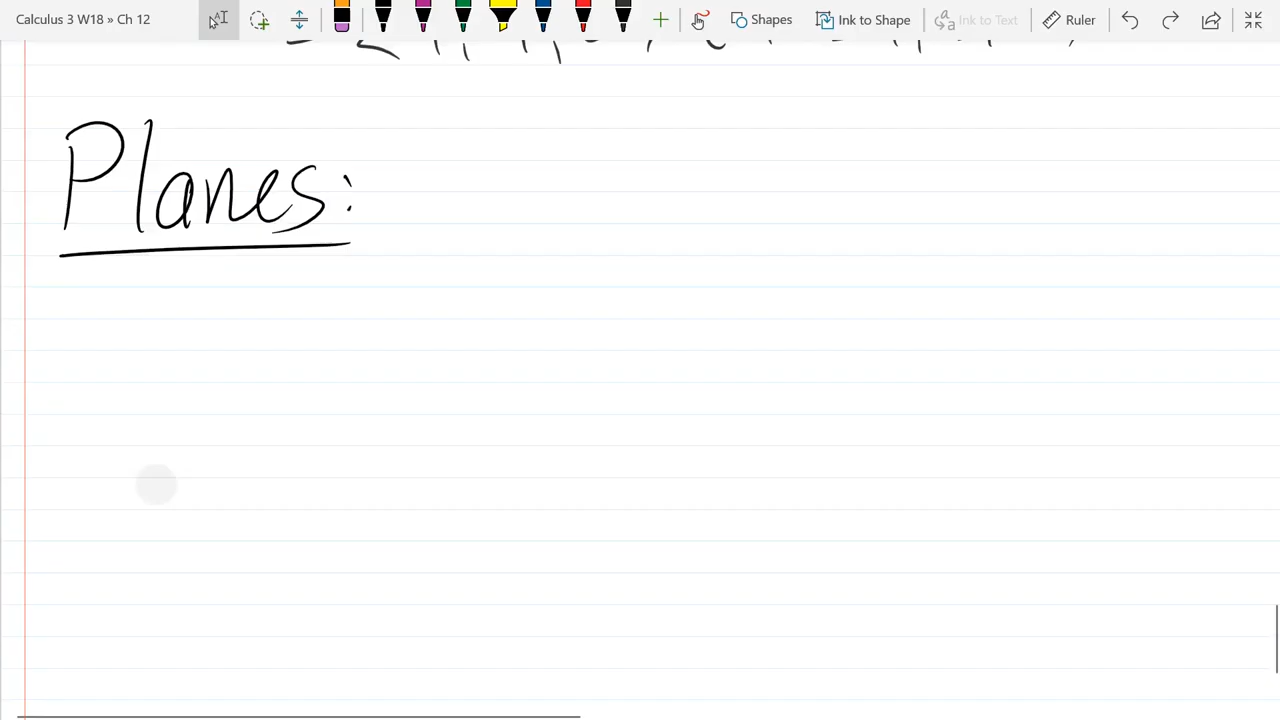 Calculus 3 W18 » Ch 12
Shapes
Ink to Shape
Ink to Text
Ruler
Planes: